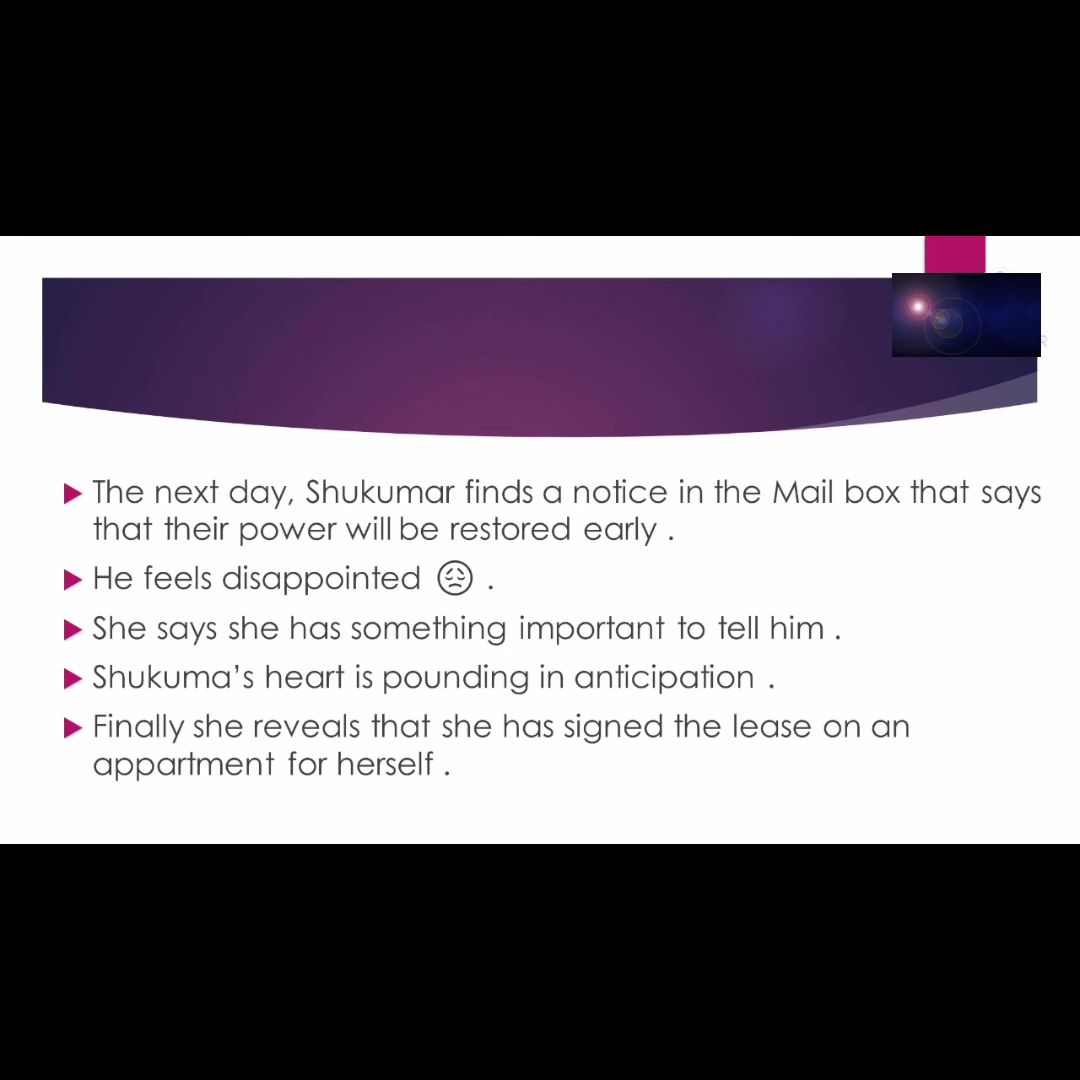 The next day, Shukumar finds a notice in the Mail box that says
that their power will be restored early .
He feels disappointed 😔 .
She says she has something important to tell him .
Shukuma’s heart is pounding in anticipation .
Finally she reveals that she has signed the lease on an
appartment for herself .